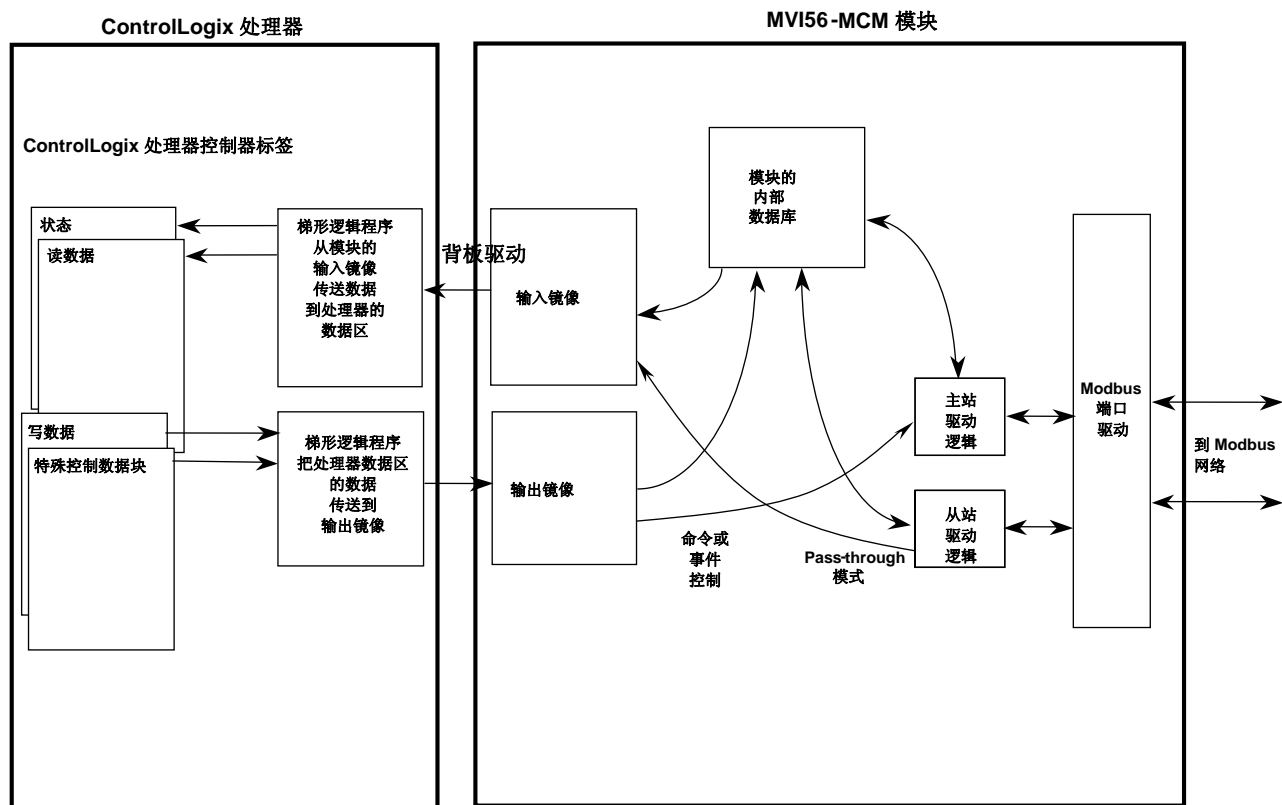 ControlLogix 处理器
MVI56-MCM 模块
ControlLogix 处理器控制器标签
状态
读数据
写数据
特殊控制数据块
梯形逻辑程序
从模块的
输入镜像
传送数据
到处理器的
数据区
梯形逻辑程序
把处理器数据区
的数据
传送到
输出镜像
背板驱动
输入镜像
输出镜像
模块的
内部
数据库
命令或
事件
控制
Pass-through
模式
主站
驱动
逻辑
从站
驱动
逻辑
Modbus
端口
驱动
到 Modbus
网络